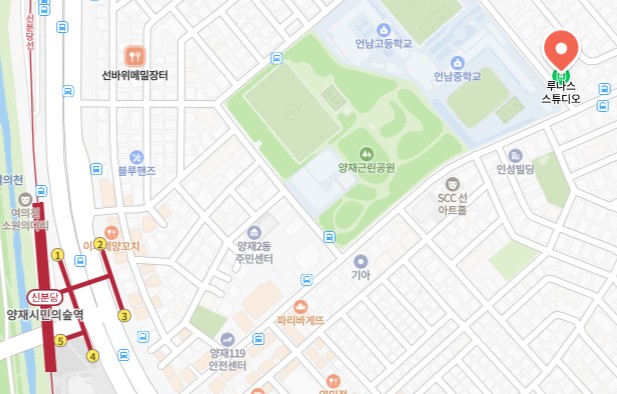 신분당선
선바위메밀장터
언남고등학교
언남중학교
루나스
스튜디오
블루핸즈
양재근린공원
인성빌딩
여의천
여의천
소원의다리
SCC 선
아트홀
2
1
양재2동
주민센터
기아
신분당
양재시민의숲역
3
파리바게뜨
5
4
양재119
안전센터